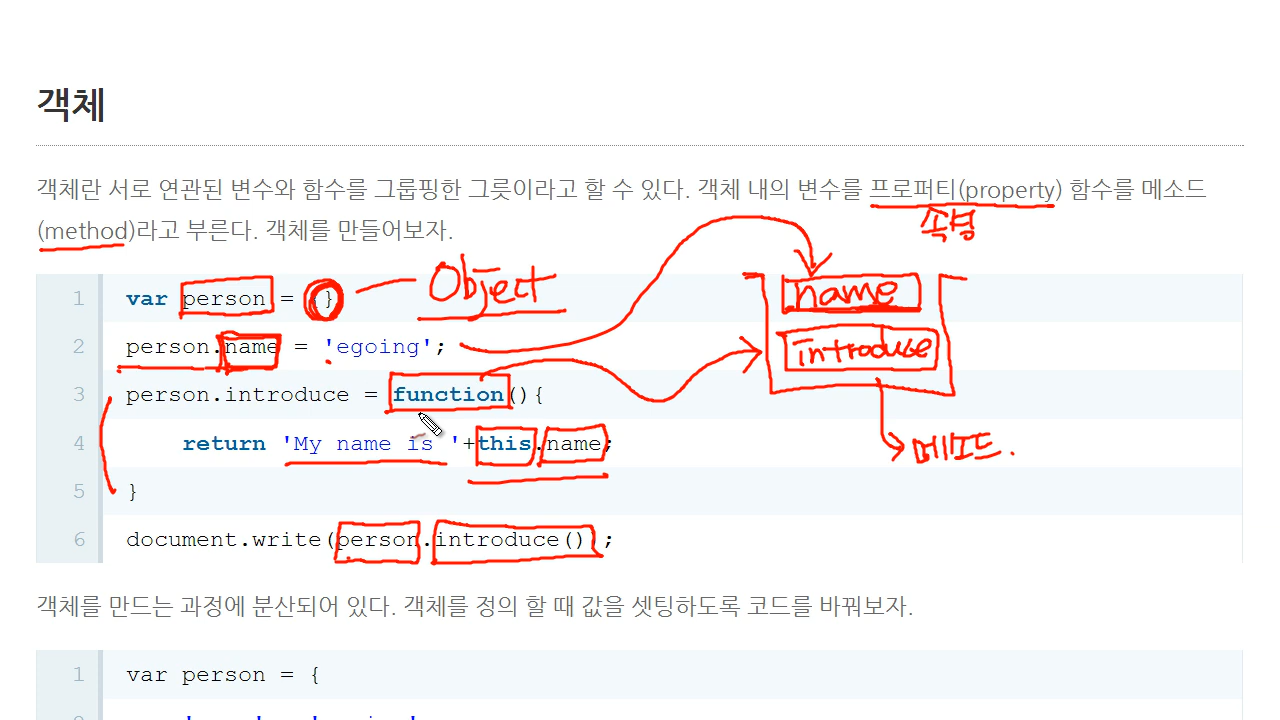 객체
객체란 서로 연관된 변수와 함수를 그룹핑한 그릇이라고 할 수 있다. 객체 내의 변수를 프로퍼티(property) 함수를 메소드
속성
(method)라고 부른다. 객체를 만들어보자.
Object
name
introduce
메소드.
1 var person = {}
2 person.name = 'egoing';
3 person.introduce = function(){
4 return 'My name is '+this.name;
5 }
6 document.write(person.introduce());
객체를 만드는 과정에 분산되어 있다. 객체를 정의 할 때 값을 셋팅하도록 코드를 바꿔보자.
1 var person = {